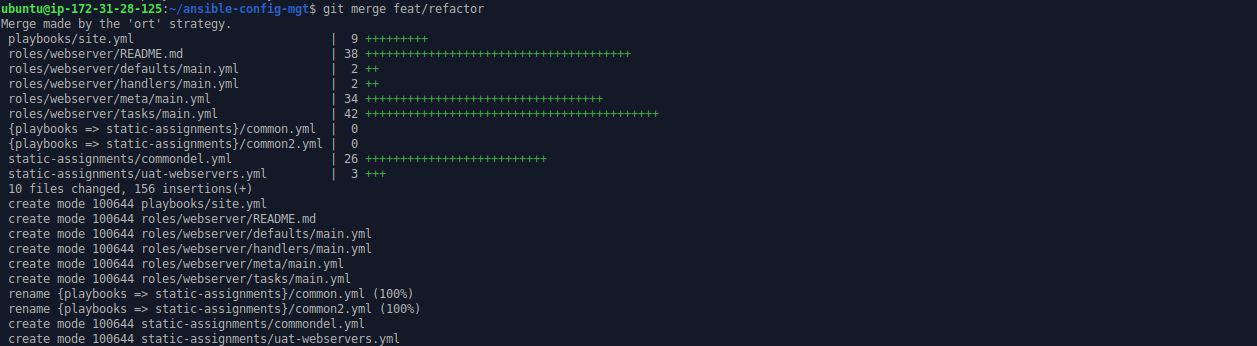 ubuntu@ip-172-31-28-125:~/ansible-config-mgt$ git merge feat/refactor
Merge made by the 'ort' strategy.
 playbooks/site.yml                            |  9 +++++++++
 roles/webserver/README.md                     | 38 ++++++++++++++++++++++++++++++++++++++
 roles/webserver/defaults/main.yml             |  2 ++
 roles/webserver/handlers/main.yml             |  2 ++
 roles/webserver/meta/main.yml                 | 34 ++++++++++++++++++++++++++++++++++
 roles/webserver/tasks/main.yml                | 42 ++++++++++++++++++++++++++++++++++++++++++
 {playbooks => static-assignments}/common.yml  |  0
 {playbooks => static-assignments}/common2.yml |  0
 static-assignments/commondel.yml              | 26 ++++++++++++++++++++++++++
 static-assignments/uat-webservers.yml         |  3 +++
 10 files changed, 156 insertions(+)
 create mode 100644 playbooks/site.yml
 create mode 100644 roles/webserver/README.md
 create mode 100644 roles/webserver/defaults/main.yml
 create mode 100644 roles/webserver/handlers/main.yml
 create mode 100644 roles/webserver/meta/main.yml
 create mode 100644 roles/webserver/tasks/main.yml
 rename {playbooks => static-assignments}/common.yml (100%)
 rename {playbooks => static-assignments}/common2.yml (100%)
 create mode 100644 static-assignments/commondel.yml
 create mode 100644 static-assignments/uat-webservers.yml